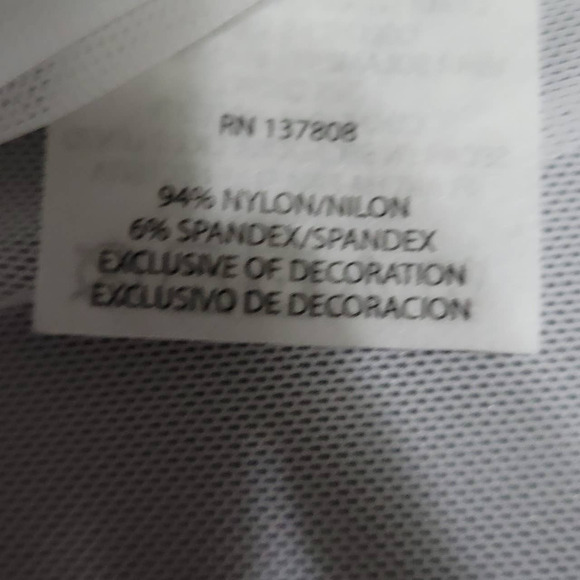 RN 137808
94% NYLON/NILON
6% SPANDEX/SPANDEX
EXCLUSIVE OF DECORATION
EXCLUSIVO DE DECORACION